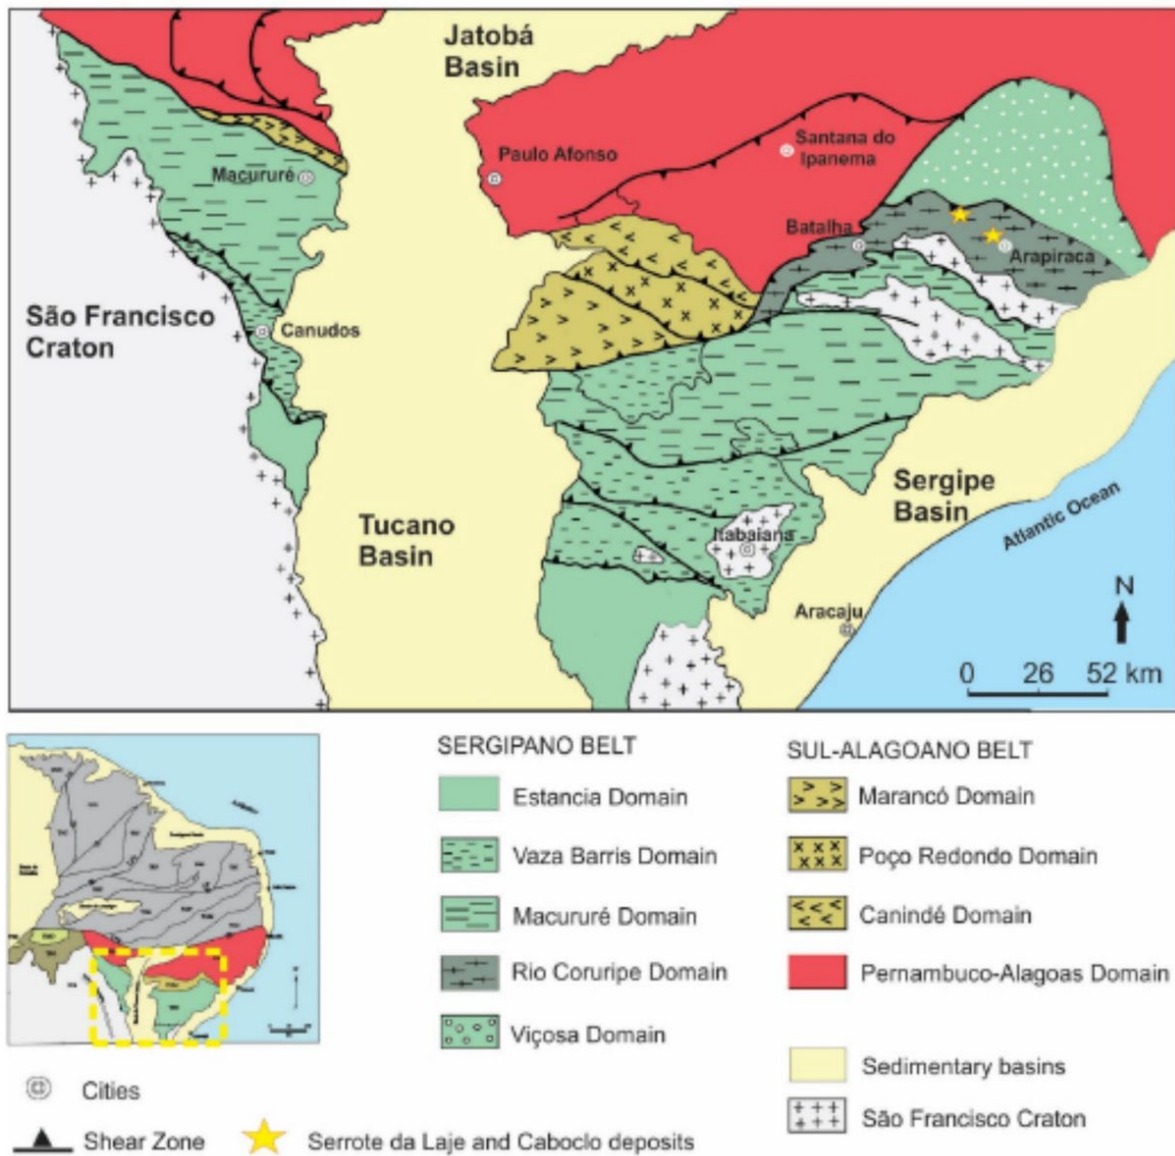 Jatobá
Basin
Paulo Afonso
Santana do
Ipanema
Macururé
Batalha
Arapiraca
São Francisco
Craton
Canudos
Sergipe
Basin
Atlantic Ocean
Tucano
Basin
Itabaiana
Aracaju
N
0 26 52 km
SERGIPANO BELT
Estancia Domain
Vaza Barris Domain
Macururé Domain
Rio Coruripe Domain
Viçosa Domain
SUL-ALAGOANO BELT
Marancó Domain
Poço Redondo Domain
Canindé Domain
Pernambuco-Alagoas Domain
Sedimentary basins
São Francisco Craton
Cities
Shear Zone
Serrote da Laje and Caboclo deposits